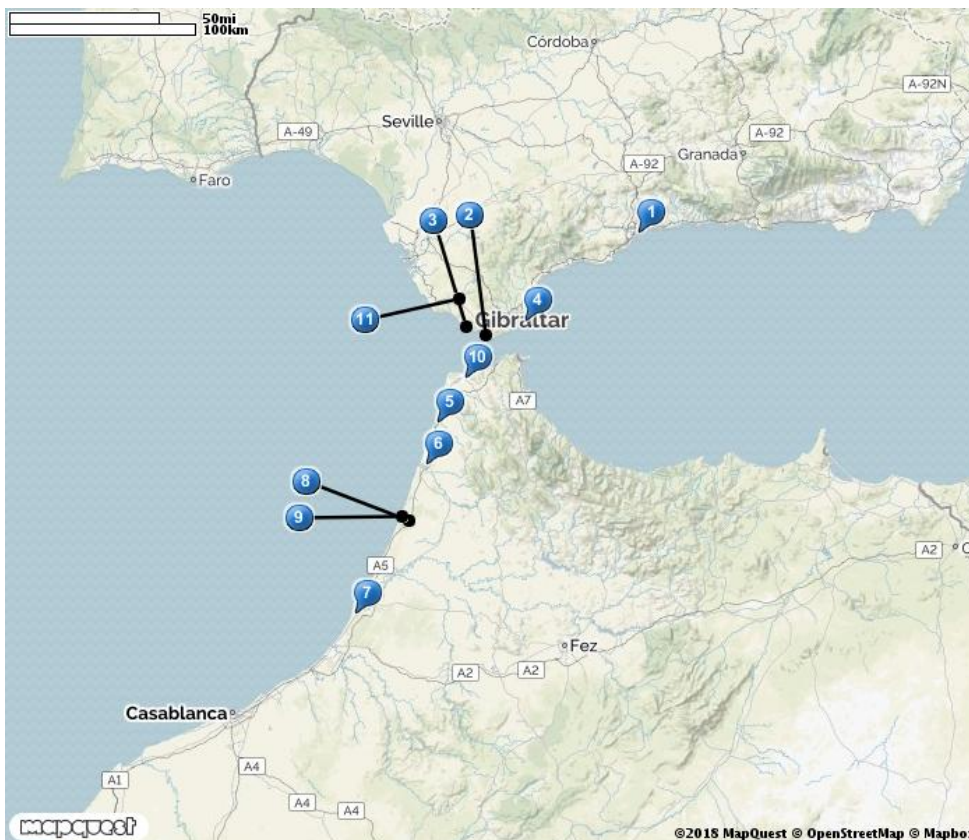 50mi
100km
Córdoba
A-92N
Seville
A-49
A-92
A-92
Granada
Faro
1
3
2
4
11
Gibraltar
10
5
A7
6
8
9
A2
A5
7
Fez
A2
A2
Casablanca
A4
A1
A4
A4
mapquest
©2018 MapQuest © OpenStreetMap © Mapbo